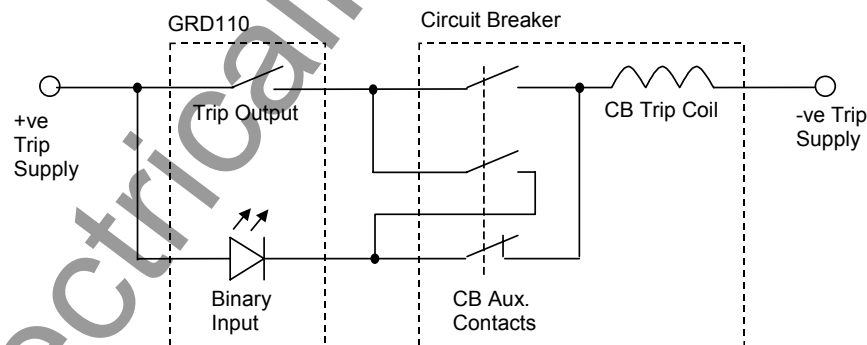 GRD110
Circuit Breaker
+ve
Trip
Supply
Trip Output
CB Trip Coil
-ve Trip
Supply
Binary
Input
CB Aux.
Contacts